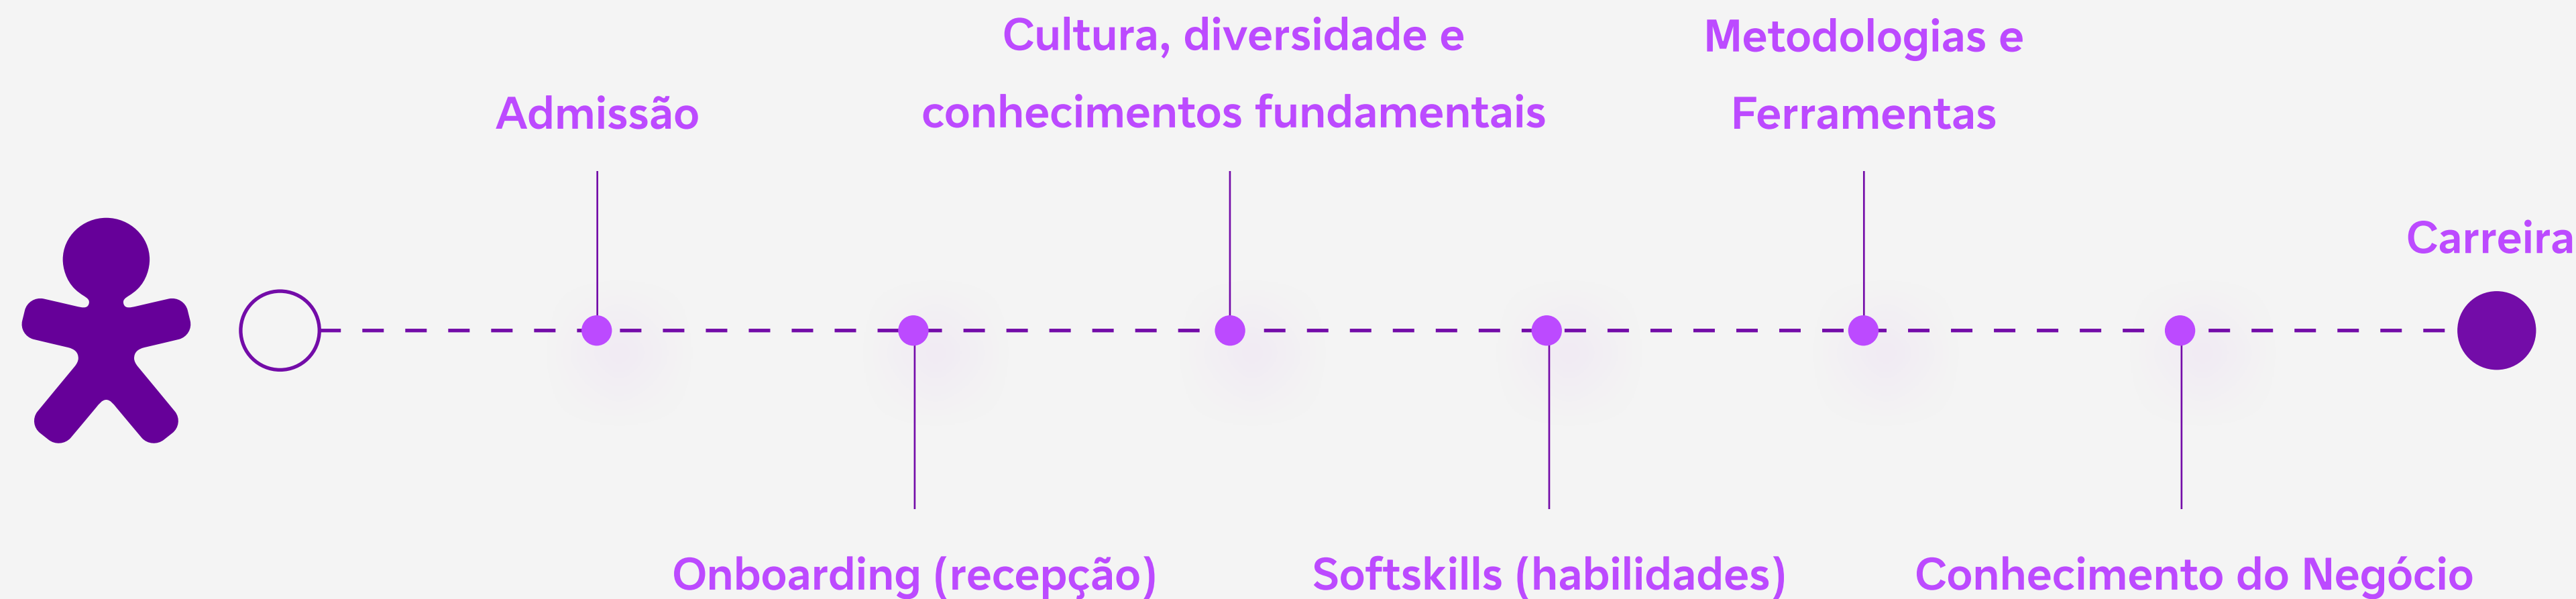 Admissão
Onboarding (recepção)
Cultura, diversidade e
conhecimentos fundamentais
Softskills (habilidades)
Metodologias e
Ferramentas
Conhecimento do Negócio
Carreira